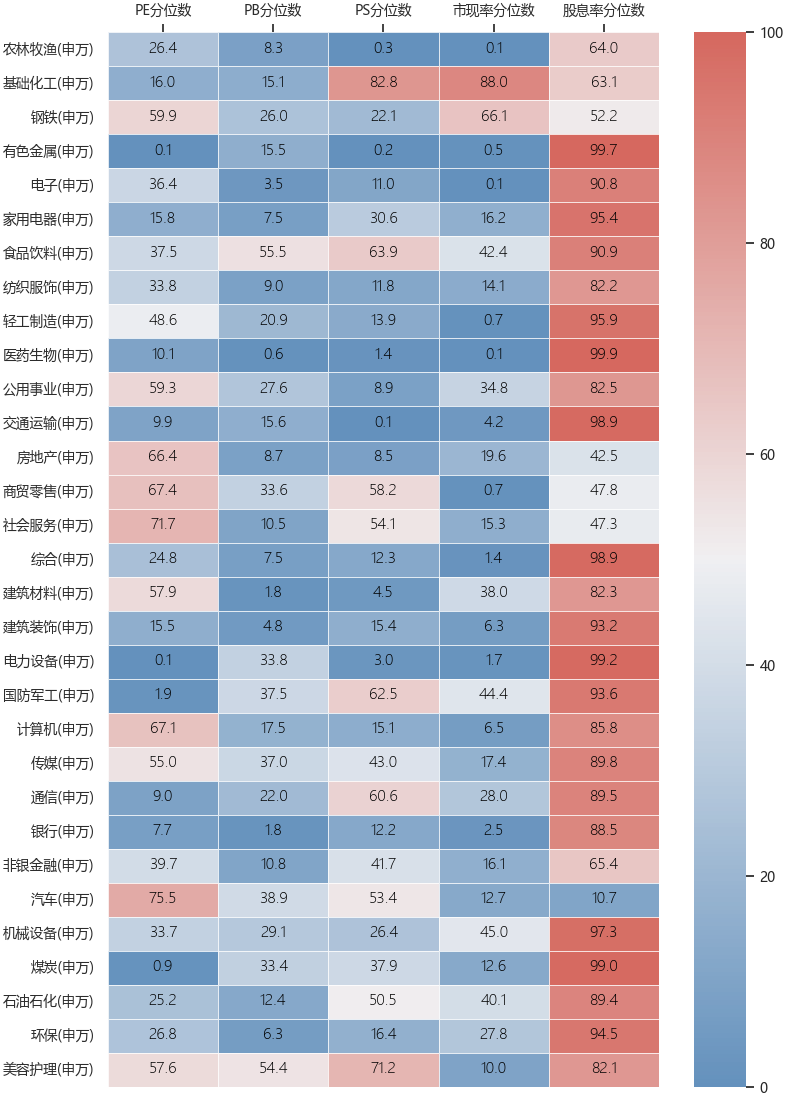 PE分位数 PB分位数 PS分位数 市现率分位数 股息率分位数
农林牧渔(申万) 26.4 8.3 0.3 0.1 64.0
基础化工(申万) 16.0 15.1 82.8 88.0 63.1
钢铁(申万) 59.9 26.0 22.1 66.1 52.2
有色金属(申万) 0.1 15.5 0.2 0.5 99.7
电子(申万) 36.4 3.5 11.0 0.1 90.8
家用电器(申万) 15.8 7.5 30.6 16.2 95.4
食品饮料(申万) 37.5 55.5 63.9 42.4 90.9
纺织服饰(申万) 33.8 9.0 11.8 14.1 82.2
轻工制造(申万) 48.6 20.9 13.9 0.7 95.9
医药生物(申万) 10.1 0.6 1.4 0.1 99.9
公用事业(申万) 59.3 27.6 8.9 34.8 82.5
交通运输(申万) 9.9 15.6 0.1 4.2 98.9
房地产(申万) 66.4 8.7 8.5 19.6 42.5
商贸零售(申万) 67.4 33.6 58.2 0.7 47.8
社会服务(申万) 71.7 10.5 54.1 15.3 47.3
综合(申万) 24.8 7.5 12.3 1.4 98.9
建筑材料(申万) 57.9 1.8 4.5 38.0 82.3
建筑装饰(申万) 15.5 4.8 15.4 6.3 93.2
电力设备(申万) 0.1 33.8 3.0 1.7 99.2
国防军工(申万) 1.9 37.5 62.5 44.4 93.6
计算机(申万) 67.1 17.5 15.1 6.5 85.8
传媒(申万) 55.0 37.0 43.0 17.4 89.8
通信(申万) 9.0 22.0 60.6 28.0 89.5
银行(申万) 7.7 1.8 12.2 2.5 88.5
非银金融(申万) 39.7 10.8 41.7 16.1 65.4
汽车(申万) 75.5 38.9 53.4 12.7 10.7
机械设备(申万) 33.7 29.1 26.4 45.0 97.3
煤炭(申万) 0.9 33.4 37.9 12.6 99.0
石油石化(申万) 25.2 12.4 50.5 40.1 89.4
环保(申万) 26.8 6.3 16.4 27.8 94.5
美容护理(申万) 57.6 54.4 71.2 10.0 82.1
100
80
60
40
20
0